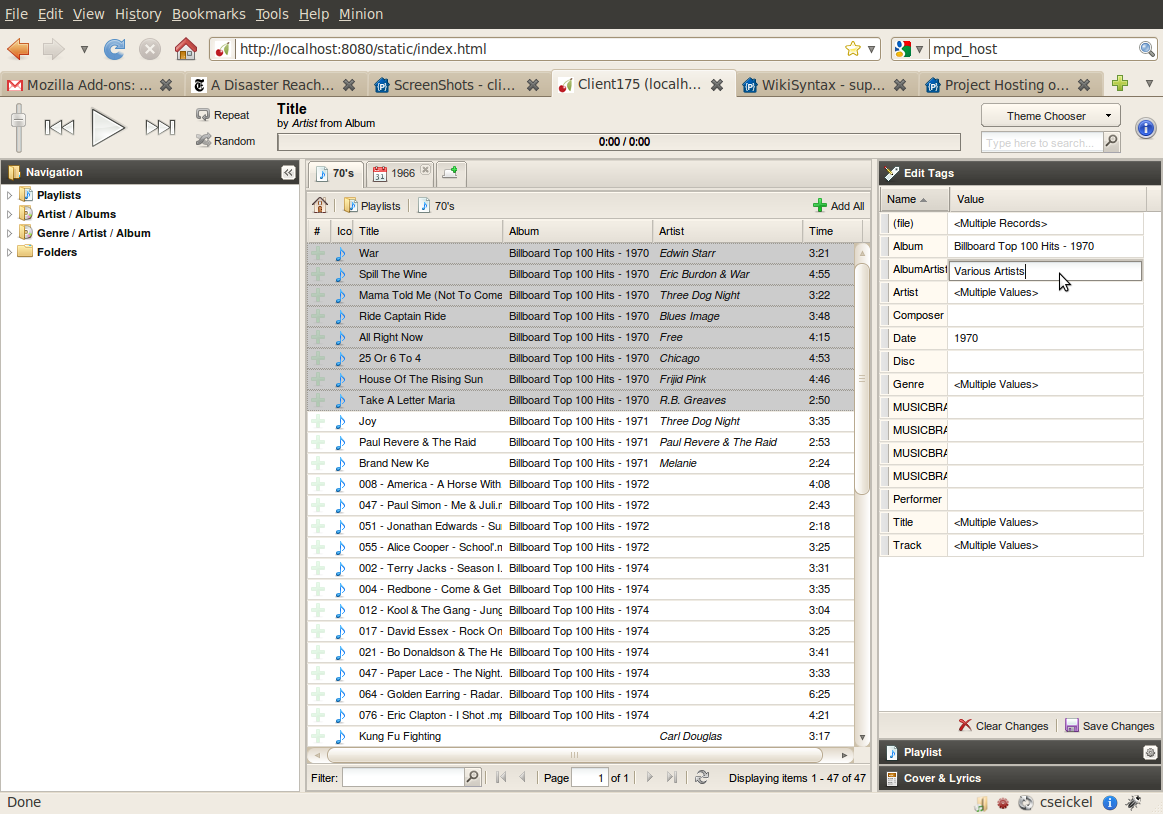 File Edit View History Bookmarks Tools Help Minion
http://localhost:8080/static/index.html mpd_host
Mozilla Add-ons: ... A Disaster Reach... ScreenShots - cli... Client175 (localh... WikiSyntax - sup... Project Hosting o...
Repeat
Random
Title
by Artist from Album
0:00 / 0:00
Theme Chooser
Type here to search...
Navigation
Playlists
Artist / Albums
Genre / Artist / Album
Folders
70's 1966
Playlists 70's Add All
# Ico Title Album Artist Time
War Billboard Top 100 Hits - 1970 Edwin Starr 3:21
Spill The Wine Billboard Top 100 Hits - 1970 Eric Burdon & War 4:55
Mama Told Me (Not To Come Billboard Top 100 Hits - 1970 Three Dog Night 3:22
Ride Captain Ride Billboard Top 100 Hits - 1970 Blues Image 3:48
All Right Now Billboard Top 100 Hits - 1970 Free 4:15
25 Or 6 To 4 Billboard Top 100 Hits - 1970 Chicago 4:53
House Of The Rising Sun Billboard Top 100 Hits - 1970 Frijid Pink 4:46
Take A Letter Maria Billboard Top 100 Hits - 1970 R.B. Greaves 2:50
Joy Billboard Top 100 Hits - 1971 Three Dog Night 3:35
Paul Revere & The Raid Billboard Top 100 Hits - 1971 Paul Revere & The Raid 2:53
Brand New Ke Billboard Top 100 Hits - 1971 Melanie 2:24
008 - America - A Horse With Billboard Top 100 Hits - 1972 4:08
047 - Paul Simon - Me & Juli.r Billboard Top 100 Hits - 1972 2:43
051 - Jonathan Edwards - Su Billboard Top 100 Hits - 1972 2:18
055 - Alice Cooper - School'.n Billboard Top 100 Hits - 1972 3:25
002 - Terry Jacks - Season I. Billboard Top 100 Hits - 1974 3:31
004 - Redbone - Come & Get Billboard Top 100 Hits - 1974 3:35
012 - Kool & The Gang - Jung Billboard Top 100 Hits - 1974 3:04
017 - David Essex - Rock On Billboard Top 100 Hits - 1974 3:25
021 - Bo Donaldson & The He Billboard Top 100 Hits - 1974 3:41
047 - Paper Lace - The Night. Billboard Top 100 Hits - 1974 3:33
064 - Golden Earring - Radar. Billboard Top 100 Hits - 1974 6:25
076 - Eric Clapton - I Shot .mp Billboard Top 100 Hits - 1974 4:21
Kung Fu Fighting Carl Douglas 3:17
Filter: Page 1 of 1 Displaying items 1 - 47 of 47
Edit Tags
Name Value
(file) <Multiple Records>
Album Billboard Top 100 Hits - 1970
AlbumArtist Various Artists
Artist <Multiple Values>
Composer
Date 1970
Disc
Genre <Multiple Values>
MUSICBRA
MUSICBRA
MUSICBRA
MUSICBRA
Performer
Title <Multiple Values>
Track <Multiple Values>
Clear Changes Save Changes
Playlist
Cover & Lyrics
Done cseickel